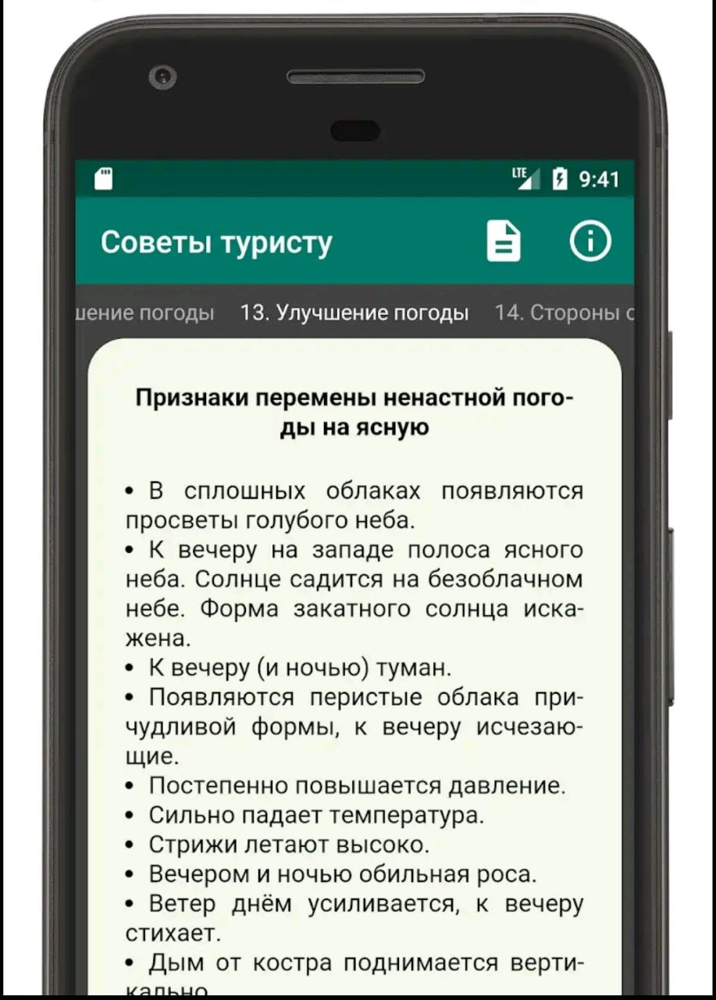 LTE 9:41
Советы туристу
шение погоды 13. Улучшение погоды 14. Стороны с
Признаки перемены ненастной пого-
ды на ясную
• В сплошных облаках появляются
просветы голубого неба.
• К вечеру на западе полоса ясного
неба. Солнце садится на безоблачном
небе. Форма закатного солнца иска-
жена.
• К вечеру (и ночью) туман.
• Появляются перистые облака при-
чудливой формы, к вечеру исчезаю-
щие.
• Постепенно повышается давление.
• Сильно падает температура.
• Стрижи летают высоко.
• Вечером и ночью обильная роса.
• Ветер днём усиливается, к вечеру
стихает.
• Дым от костра поднимается верти-
кально